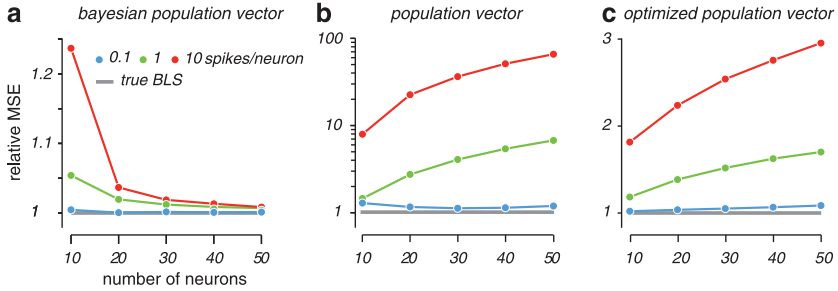 a bayesian population vector
0.1 1 10 spikes/neuron
true BLS
relative MSE
1.2
1.1
1
10 20 30 40 50
number of neurons
b population vector
100
10
1
10 20 30 40 50
c optimized population vector
3
2
1
10 20 30 40 50